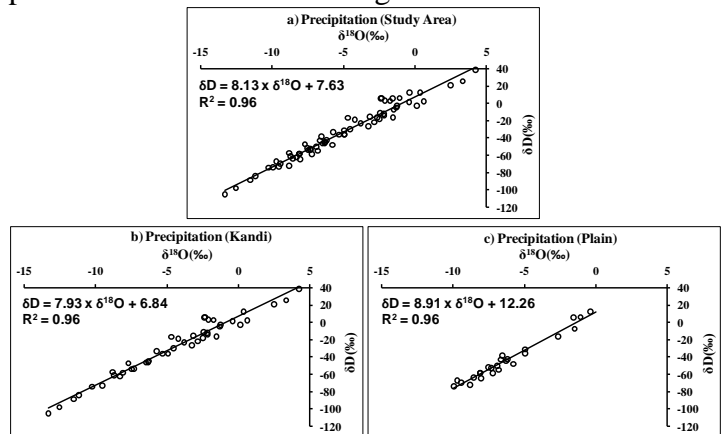 a) Precipitation (Study Area)
δ¹⁸O(‰)
-15 -10 -5 0 5
δD = 8.13 x δ¹⁸O + 7.63
R² = 0.96
40
20
0
-20
-40
-60
-80
-100
-120
δD(‰)
b) Precipitation (Kandi)
δ¹⁸O(‰)
-15 -10 -5 0 5
δD = 7.93 x δ¹⁸O + 6.84
R² = 0.96
40
20
0
-20
-40
-60
-80
-100
-120
δD(‰)
c) Precipitation (Plain)
δ¹⁸O(‰)
-15 -10 -5 0 5
δD = 8.91 x δ¹⁸O + 12.26
R² = 0.96
40
20
0
-20
-40
-60
-80
-100
-120
δD(‰)